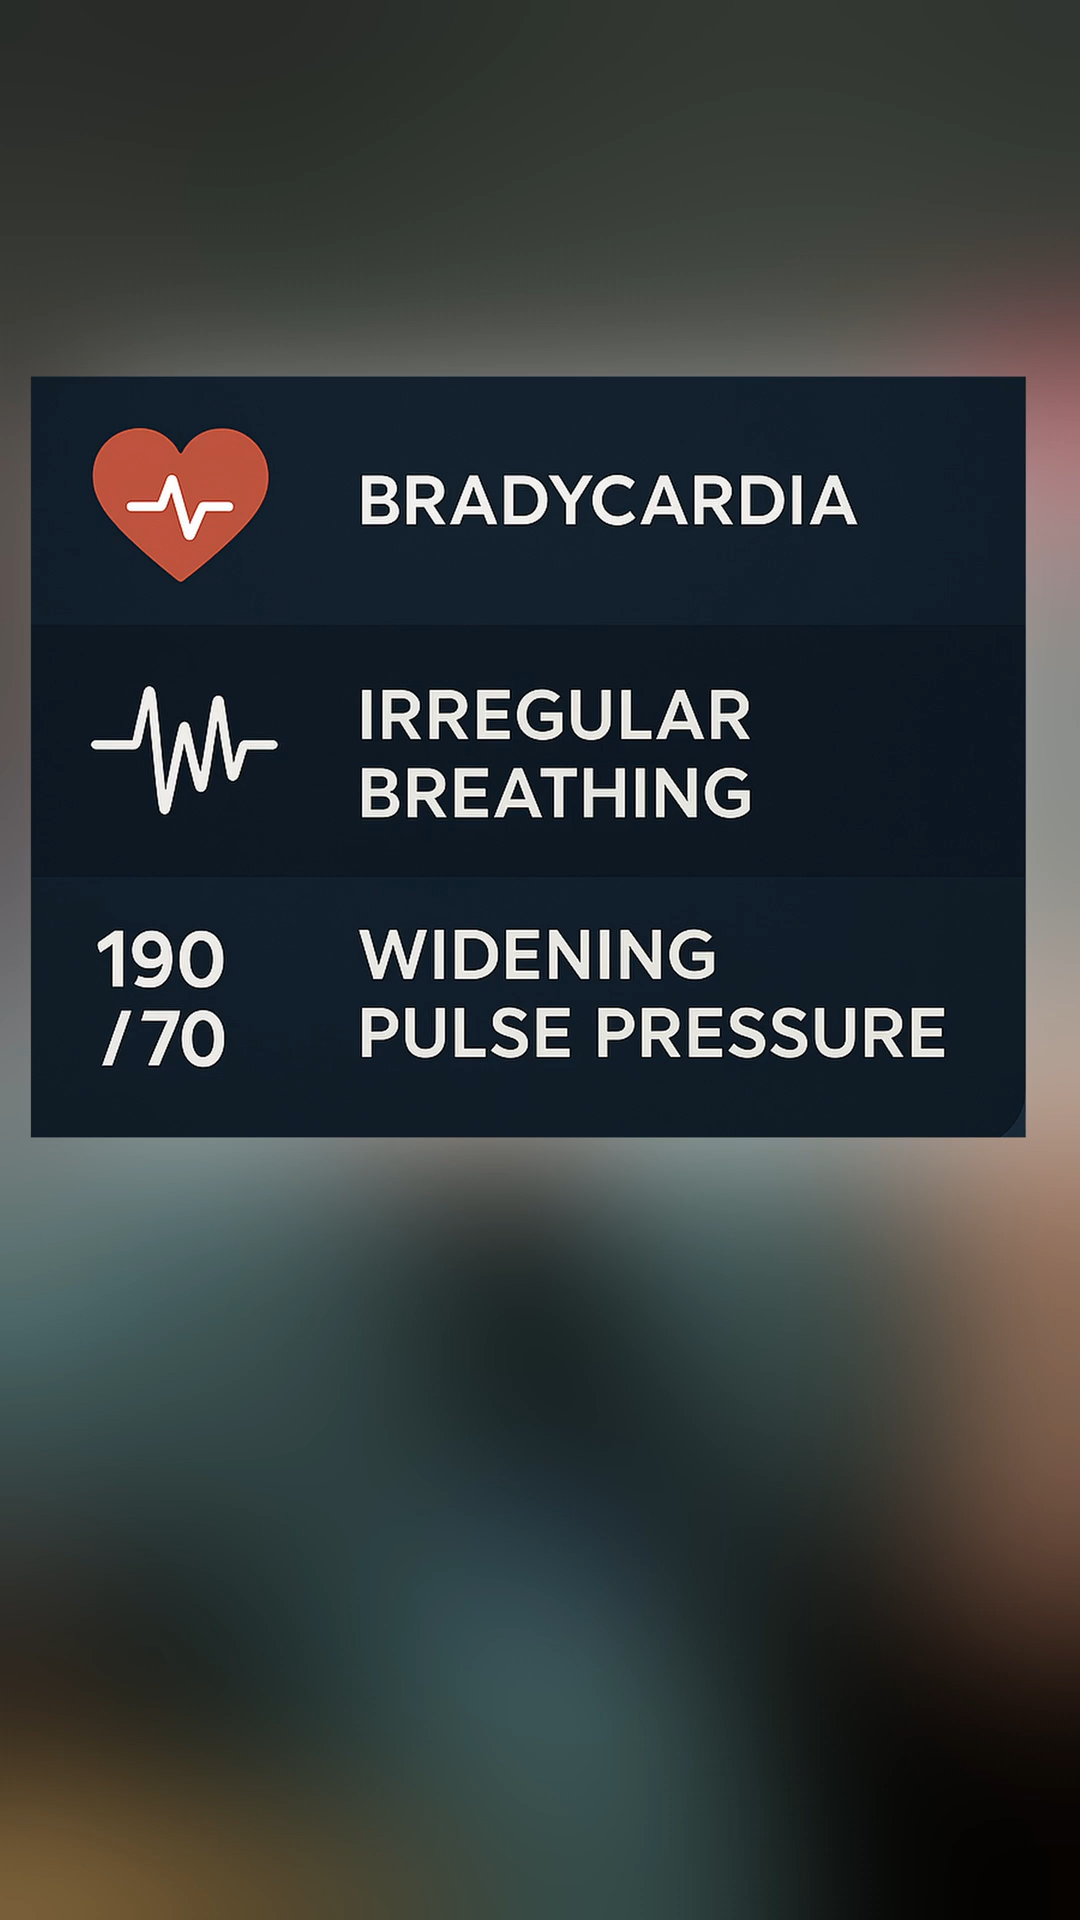 BRADYCARDIA
IRREGULAR
BREATHING
190
/70
WIDENING
PULSE PRESSURE